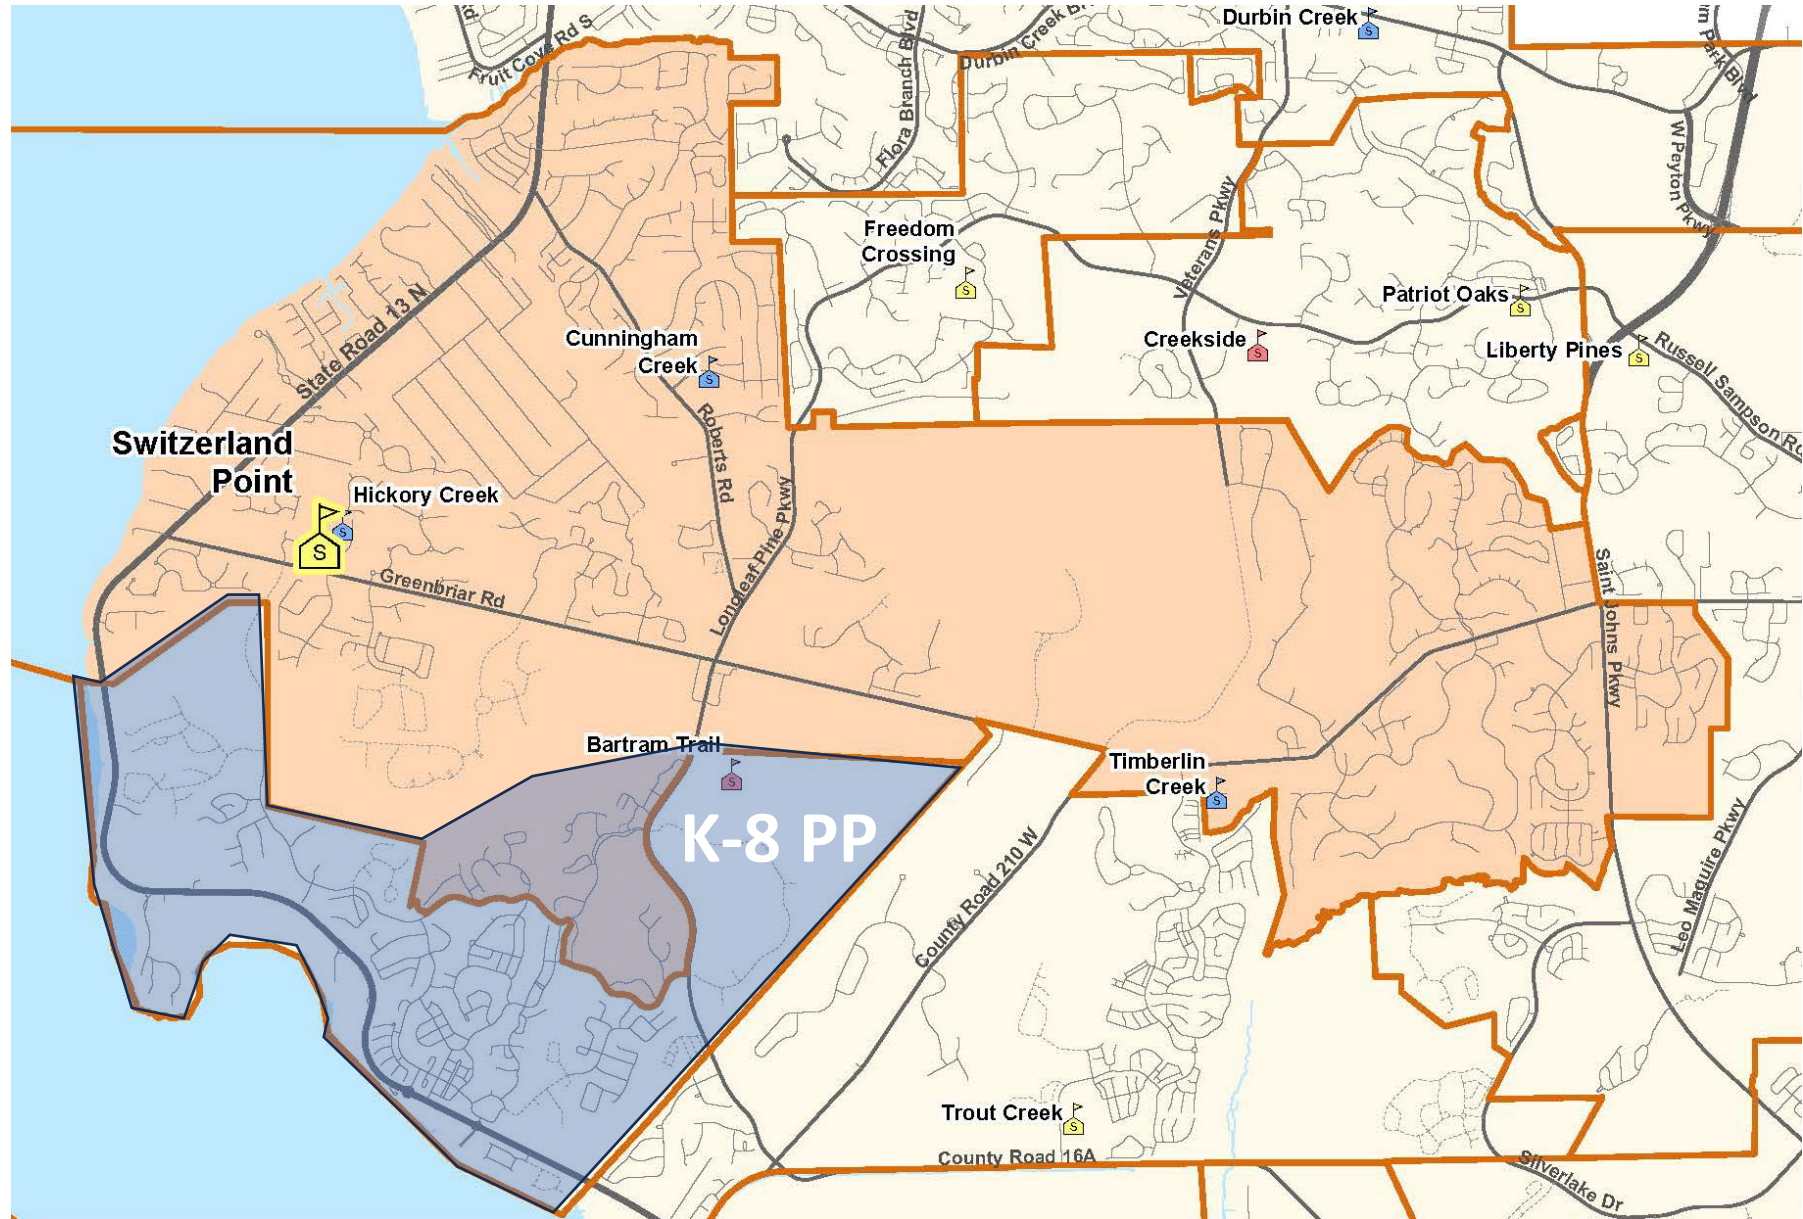 Durbin Creek
Fruit Cove Rd S
Flora Branch Blvd
Durbin Creek
Park Blvd
W Peyton Pkwy
Veterans Pkwy
Freedom
Crossing
Patriot Oaks
Creekside
Liberty Pines
Russell Sampson Rd
Cunningham
Creek
State Road 13 N
Roberts Rd
Switzerland
Point
Hickory Creek
S
S
S
S
S
S
S
S
S
S
S
S
Longleaf Pine Pkwy
Greenbriar Rd
Saint Johns Pkwy
Bartram Trail
Timberlin
Creek
K-8 PP
County Road 210 W
Leo Maguire Pkwy
Trout Creek
County Road 16A
Silverlake Dr